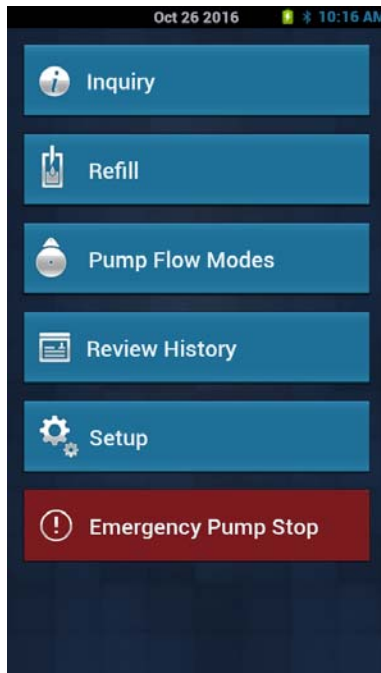 Oct 26 2016 10:16 AM
Inquiry
Refill
Pump Flow Modes
Review History
Setup
Emergency Pump Stop